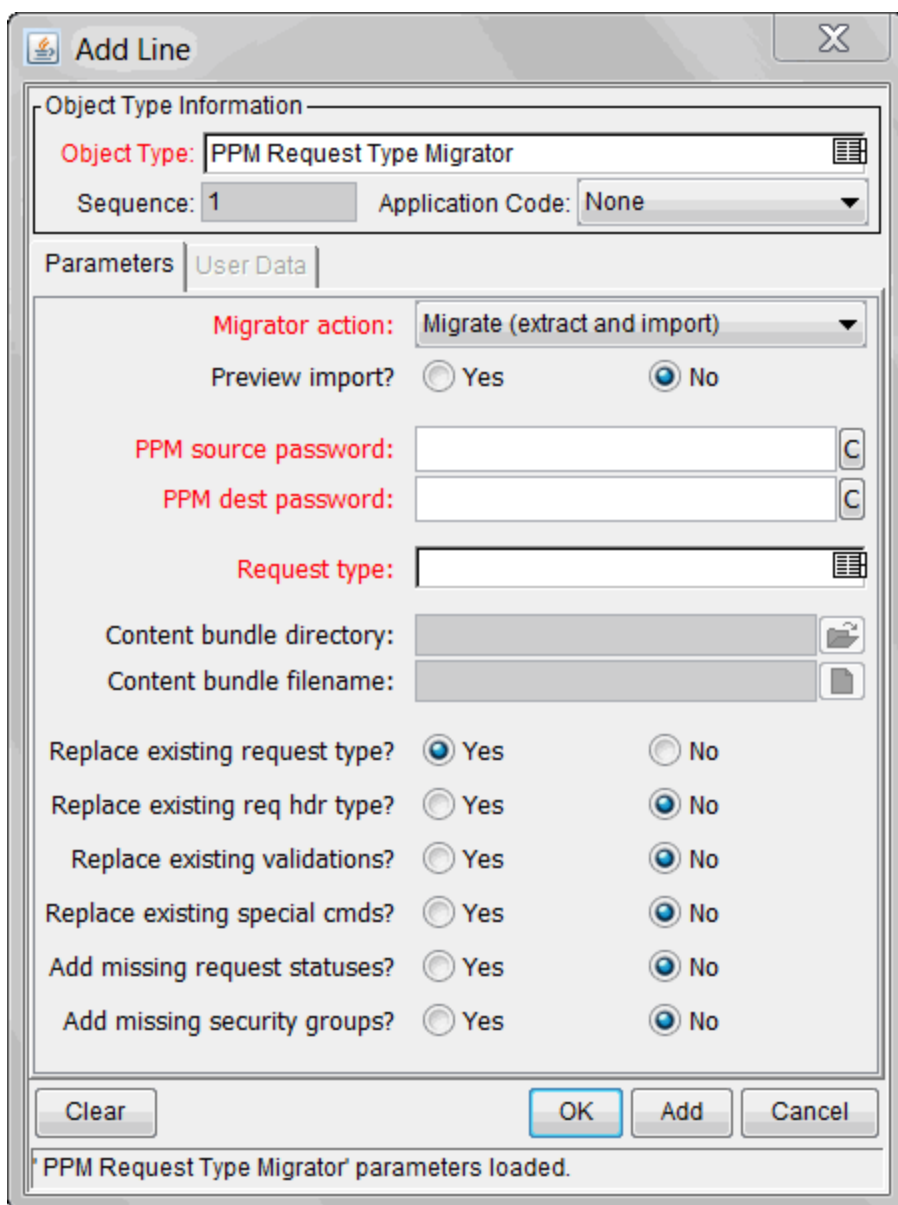 Add Line
Object Type Information
Object Type: PPM Request Type Migrator
Sequence: 1 Application Code: None
Parameters User Data
Migrator action: Migrate (extract and import)
Preview import? Yes No
PPM source password: C
PPM dest password: C
Request type:
Content bundle directory:
Content bundle filename:
Replace existing request type? Yes No
Replace existing req hdr type? Yes No
Replace existing validations? Yes No
Replace existing special cmds? Yes No
Add missing request statuses? Yes No
Add missing security groups? Yes No
Clear OK Add Cancel
' PPM Request Type Migrator' parameters loaded.